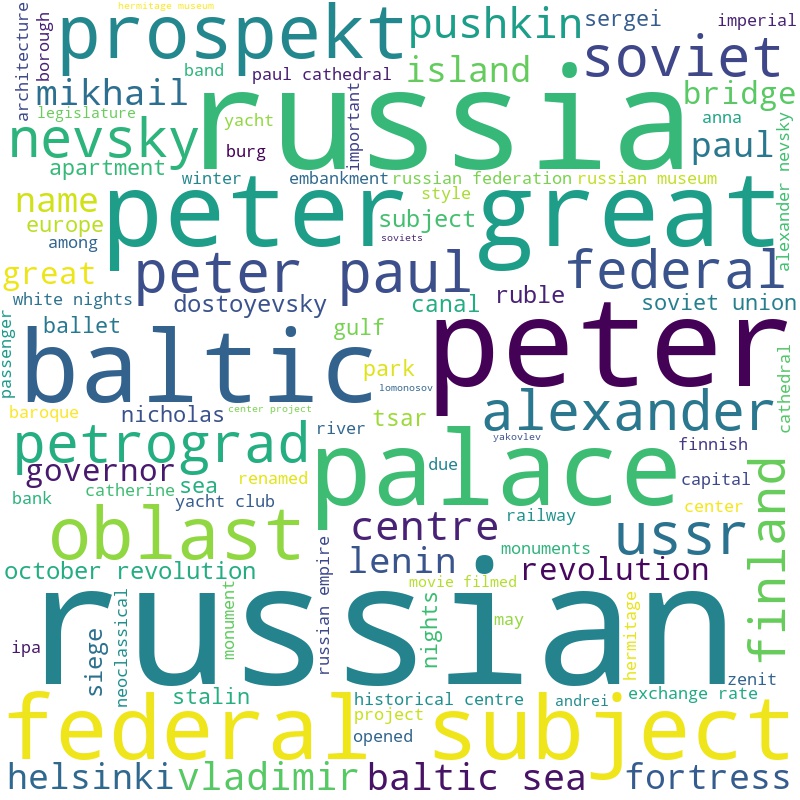 hermitage museum
architecture
borough
prospekt
pushkin
sergei
imperial
soviet
band
paul cathedral
island
mikhail
bridge
legislature
russia
yacht
important
anna
nevsky
burg
paul
alexander nevsky
apartment
winter
embankment
russian federation
russian museum
name
peter great
style
europe
subject
among
soviets
great
peter paul
federal
white nights
dostoyevsky
canal
ruble
soviet union
passenger
ballet
gulf
baltic
peter
park
lomonosov
cathedral
baroque
nicholas
center project
tsar
alexander
petrograd
river
yakovlev
finnish
governor
palace
due
capital
finland
bank
catherine
sea
renamed
yacht club
center
oblast
centre
railway
ussr
monuments
october revolution
russian empire
lenin
revolution
movie filmed
nights
russian
monument
neoclassical
siege
may
hermitage
ipa
zenit
stalin
historical centre
andrei
exchange rate
federal subject
project
opened
helsinki
vladimir
baltic sea
fortress